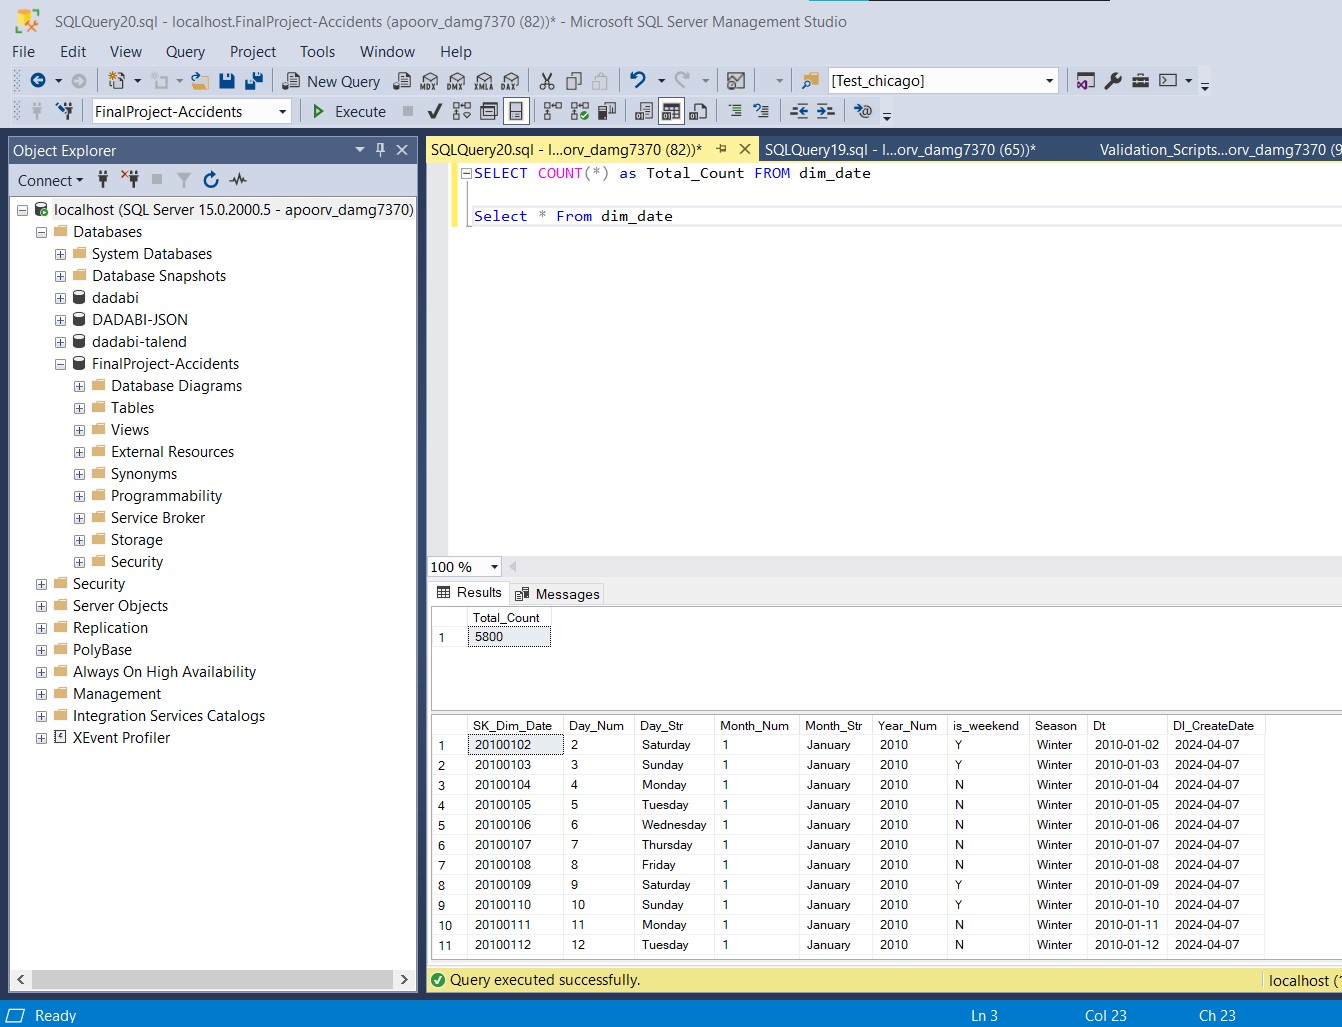 SQLQuery20.sql - localhost.FinalProject-Accidents (apoorv_damg7370 (82))* - Microsoft SQL Server Management Studio
File Edit View Query Project Tools Window Help
New Query MDX DMX XMLA DAX [Test_chicago]
FinalProject-Accidents Execute
Object Explorer
Connect
localhost (SQL Server 15.0.2000.5 - apoorv_damg7370)
Databases
System Databases
Database Snapshots
dadabi
DADABI-JSON
dadabi-talend
FinalProject-Accidents
Database Diagrams
Tables
Views
External Resources
Synonyms
Programmability
Service Broker
Storage
Security
Security
Server Objects
Replication
PolyBase
Always On High Availability
Management
Integration Services Catalogs
XEvent Profiler
SQLQuery20.sql - l...orv_damg7370 (82))* SQLQuery19.sql - l...orv_damg7370 (65))* Validation_Scripts...orv_damg7370 (9
SELECT COUNT(*) as Total_Count FROM dim_date
Select * From dim_date
100 %
Results Messages
Total_Count
1 5800
SK_Dim_Date Day_Num Day_Str Month_Num Month_Str Year_Num is_weekend Season Dt DI_CreateDate
1 20100102 2 Saturday 1 January 2010 Y Winter 2010-01-02 2024-04-07
2 20100103 3 Sunday 1 January 2010 Y Winter 2010-01-03 2024-04-07
3 20100104 4 Monday 1 January 2010 N Winter 2010-01-04 2024-04-07
4 20100105 5 Tuesday 1 January 2010 N Winter 2010-01-05 2024-04-07
5 20100106 6 Wednesday 1 January 2010 N Winter 2010-01-06 2024-04-07
6 20100107 7 Thursday 1 January 2010 N Winter 2010-01-07 2024-04-07
7 20100108 8 Friday 1 January 2010 N Winter 2010-01-08 2024-04-07
8 20100109 9 Saturday 1 January 2010 Y Winter 2010-01-09 2024-04-07
9 20100110 10 Sunday 1 January 2010 Y Winter 2010-01-10 2024-04-07
10 20100111 11 Monday 1 January 2010 N Winter 2010-01-11 2024-04-07
11 20100112 12 Tuesday 1 January 2010 N Winter 2010-01-12 2024-04-07
Query executed successfully. localhost (1
Ready Ln 3 Col 23 Ch 23